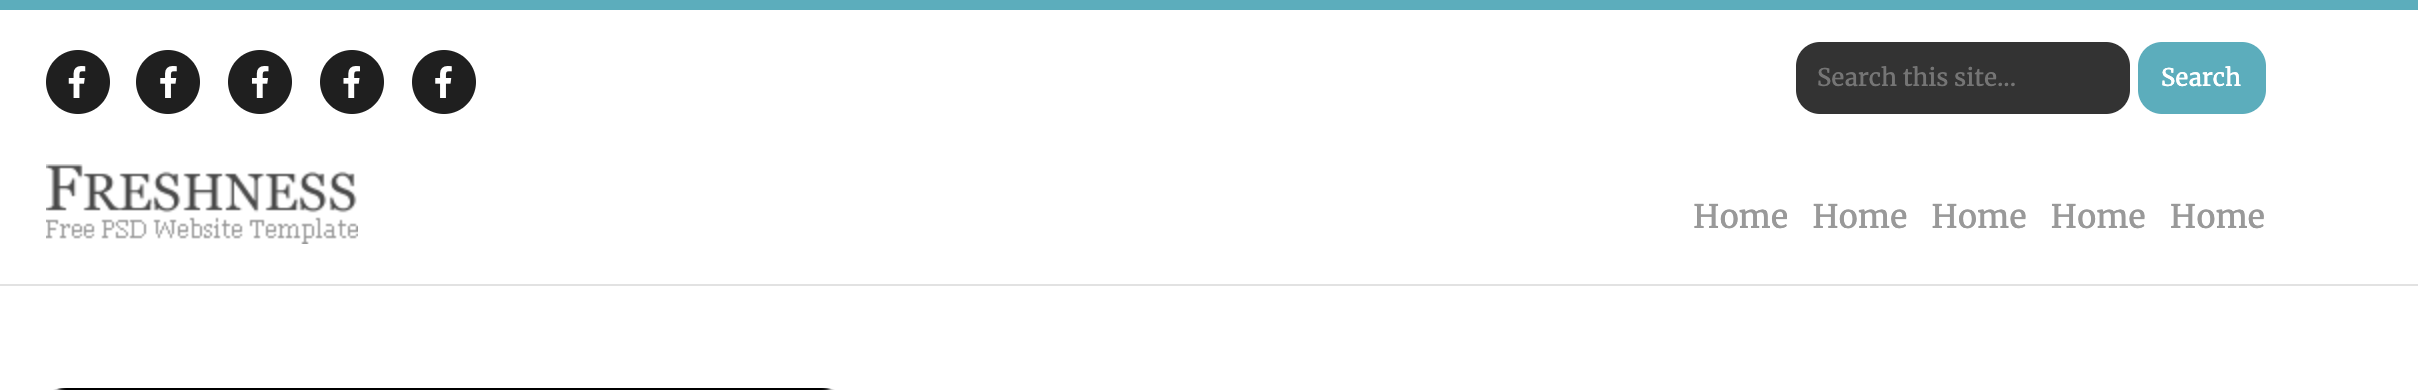 Search this site...
Search
FRESHNESS
Free PSD Website Template
Home Home Home Home Home